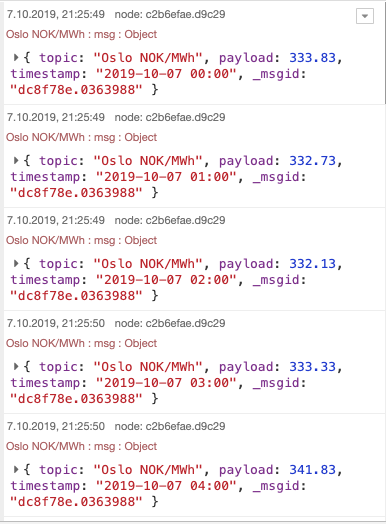 7.10.2019, 21:25:49 node: c2b6efae.d9c29
Oslo NOK/MWh : msg : Object
{ topic: "Oslo NOK/MWh", payload: 333.83,
timestamp: "2019-10-07 00:00", _msgid:
"dc8f78e.0363988" }
7.10.2019, 21:25:49 node: c2b6efae.d9c29
Oslo NOK/MWh : msg : Object
{ topic: "Oslo NOK/MWh", payload: 332.73,
timestamp: "2019-10-07 01:00", _msgid:
"dc8f78e.0363988" }
7.10.2019, 21:25:49 node: c2b6efae.d9c29
Oslo NOK/MWh : msg : Object
{ topic: "Oslo NOK/MWh", payload: 332.13,
timestamp: "2019-10-07 02:00", _msgid:
"dc8f78e.0363988" }
7.10.2019, 21:25:50 node: c2b6efae.d9c29
Oslo NOK/MWh : msg : Object
{ topic: "Oslo NOK/MWh", payload: 333.33,
timestamp: "2019-10-07 03:00", _msgid:
"dc8f78e.0363988" }
7.10.2019, 21:25:50 node: c2b6efae.d9c29
Oslo NOK/MWh : msg : Object
{ topic: "Oslo NOK/MWh", payload: 341.83,
timestamp: "2019-10-07 04:00", _msgid:
"dc8f78e.0363988" }